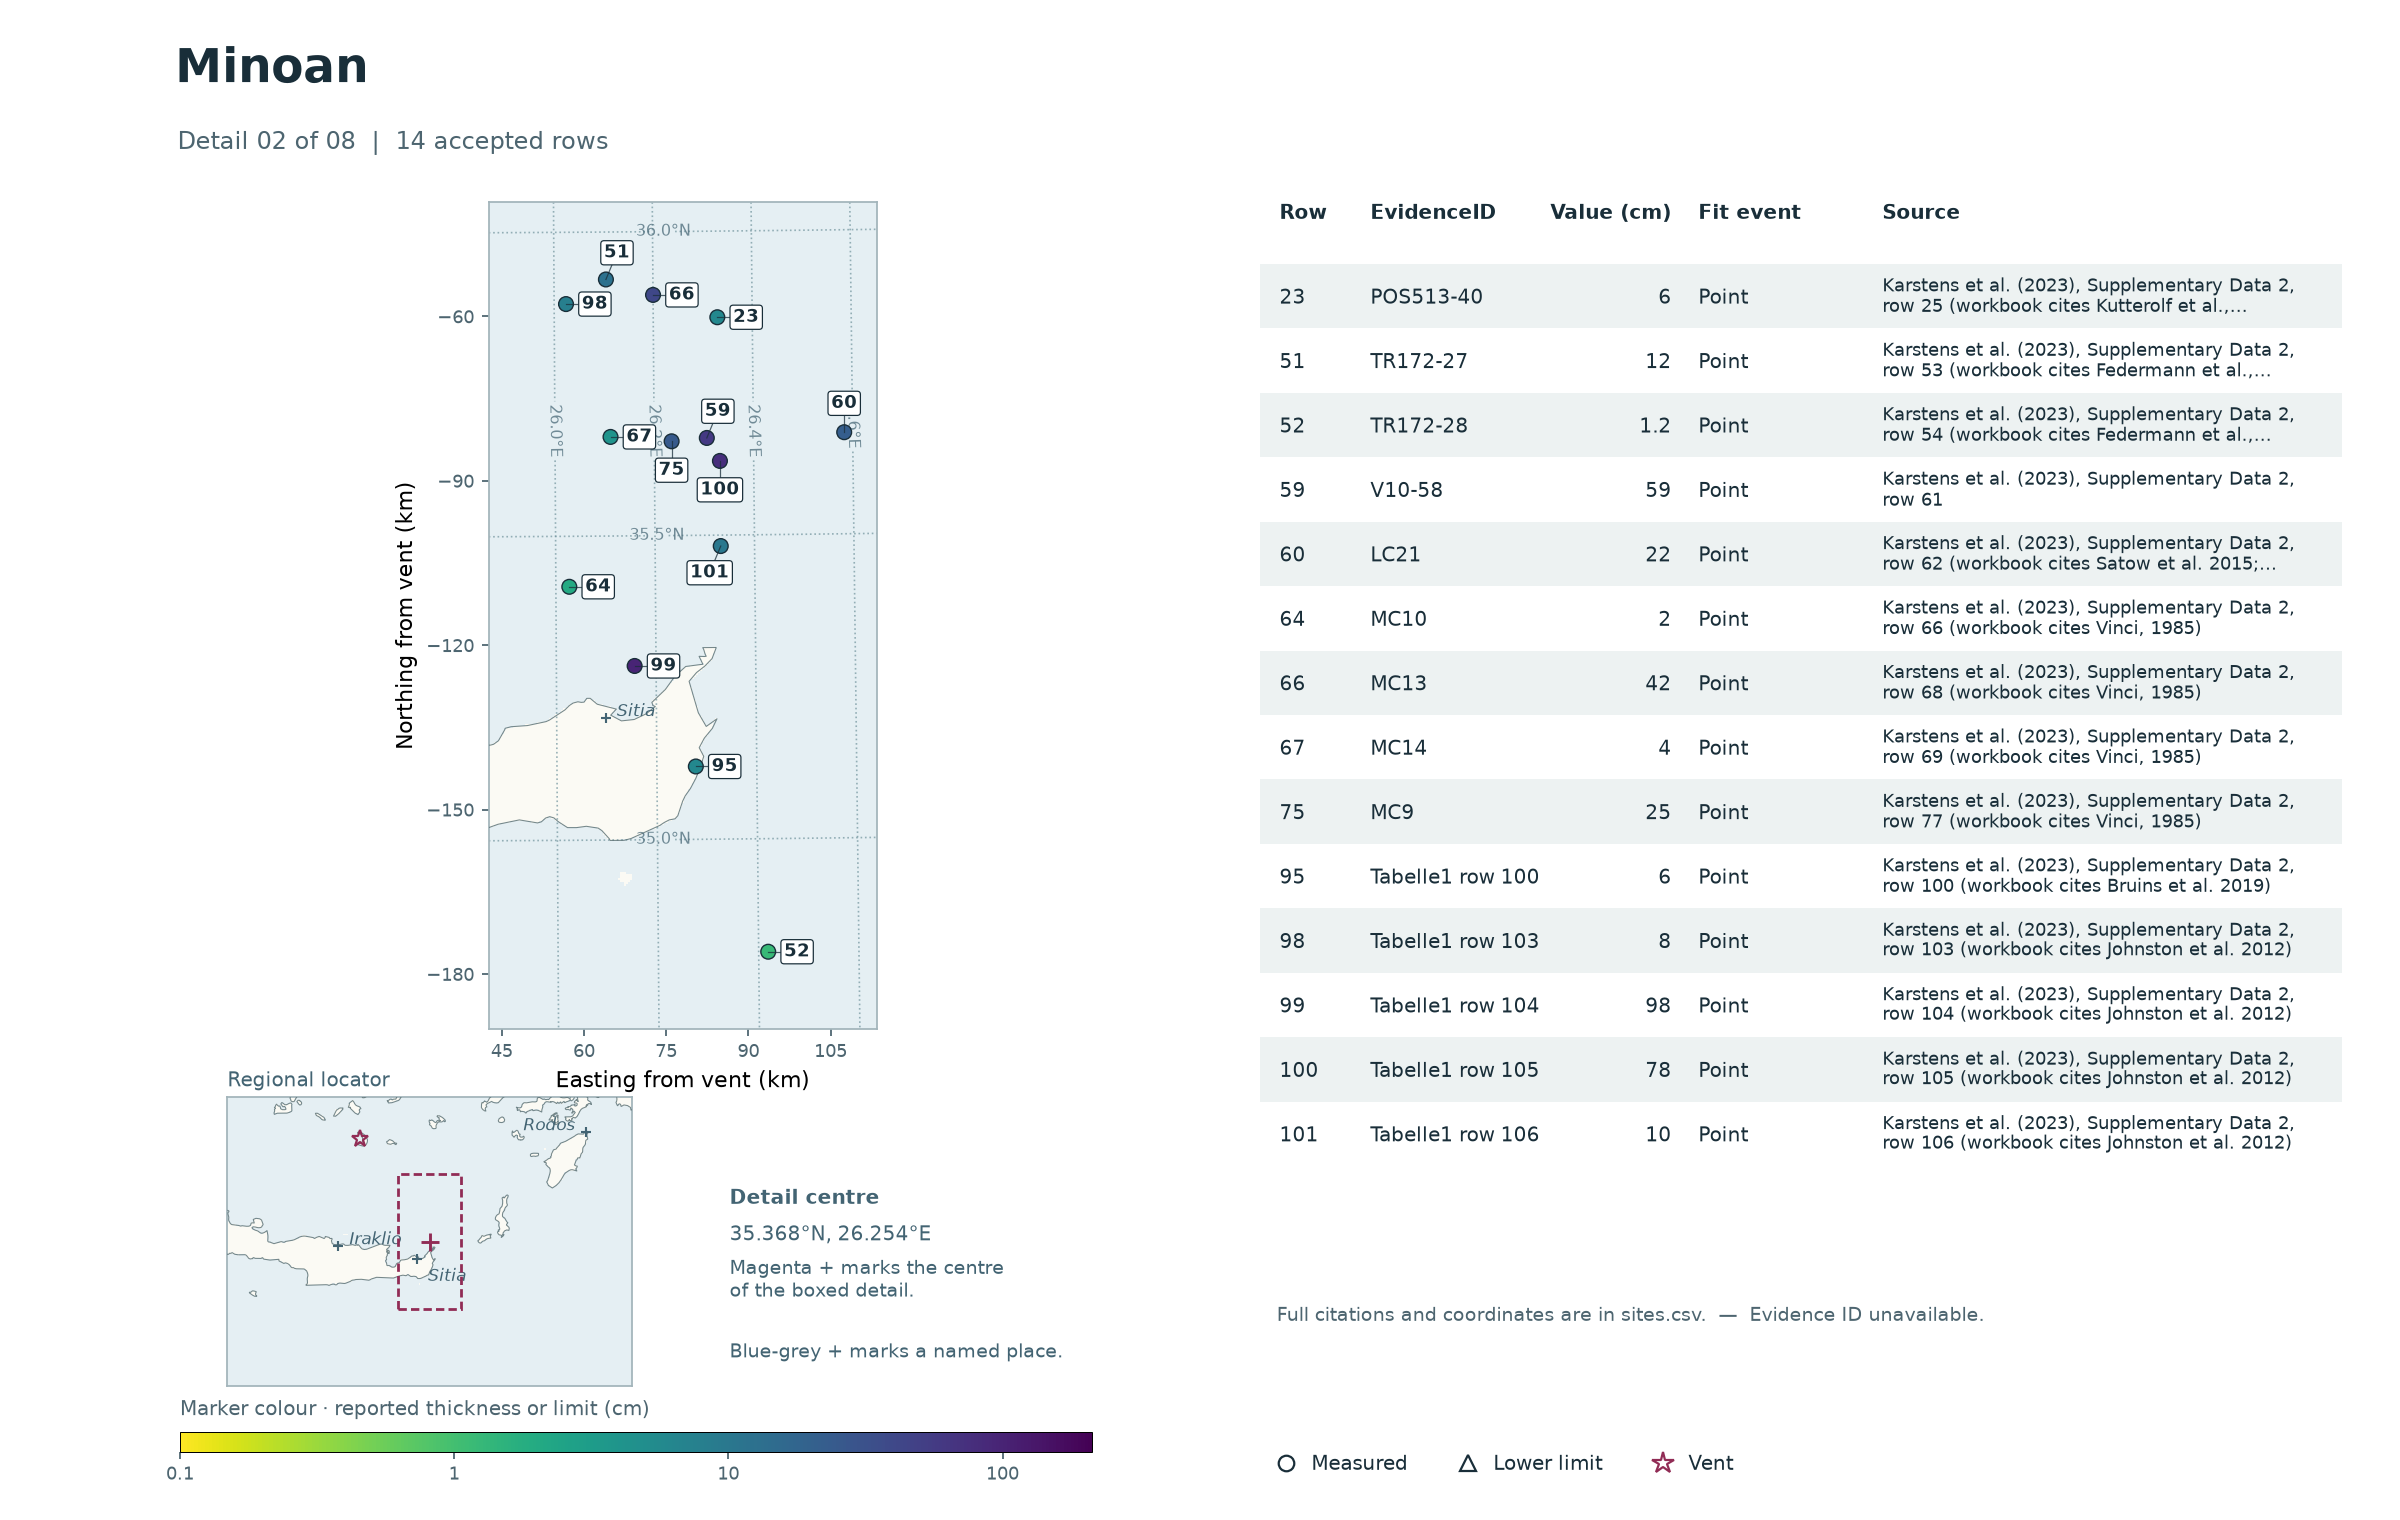 Minoan
Detail 02 of 08 | 14 accepted rows
36.0°N
51
66
98
23
−60
60
59
26.0°E
26.4°E
67
75
100
−90
Northing from vent (km)
35.5°N
101
64
−120
99
Sitia
95
−150
35.0°N
52
−180
45 60 75 90 105
Easting from vent (km)
Regional locator
Rodos
Iraklio
Sitia
Detail centre
35.368°N, 26.254°E
Magenta + marks the centre
of the boxed detail.
Blue-grey + marks a named place.
Marker colour · reported thickness or limit (cm)
0.1 1 10 100
Row EvidenceID Value (cm) Fit event Source
23 POS513-40 6 Point Karstens et al. (2023), Supplementary Data 2,
row 25 (workbook cites Kutterolf et al.,…
51 TR172-27 12 Point Karstens et al. (2023), Supplementary Data 2,
row 53 (workbook cites Federmann et al.,…
52 TR172-28 1.2 Point Karstens et al. (2023), Supplementary Data 2,
row 54 (workbook cites Federmann et al.,…
59 V10-58 59 Point Karstens et al. (2023), Supplementary Data 2,
row 61
60 LC21 22 Point Karstens et al. (2023), Supplementary Data 2,
row 62 (workbook cites Satow et al. 2015;…
64 MC10 2 Point Karstens et al. (2023), Supplementary Data 2,
row 66 (workbook cites Vinci, 1985)
66 MC13 42 Point Karstens et al. (2023), Supplementary Data 2,
row 68 (workbook cites Vinci, 1985)
67 MC14 4 Point Karstens et al. (2023), Supplementary Data 2,
row 69 (workbook cites Vinci, 1985)
75 MC9 25 Point Karstens et al. (2023), Supplementary Data 2,
row 77 (workbook cites Vinci, 1985)
95 Tabelle1 row 100 6 Point Karstens et al. (2023), Supplementary Data 2,
row 100 (workbook cites Bruins et al. 2019)
98 Tabelle1 row 103 8 Point Karstens et al. (2023), Supplementary Data 2,
row 103 (workbook cites Johnston et al. 2012)
99 Tabelle1 row 104 98 Point Karstens et al. (2023), Supplementary Data 2,
row 104 (workbook cites Johnston et al. 2012)
100 Tabelle1 row 105 78 Point Karstens et al. (2023), Supplementary Data 2,
row 105 (workbook cites Johnston et al. 2012)
101 Tabelle1 row 106 10 Point Karstens et al. (2023), Supplementary Data 2,
row 106 (workbook cites Johnston et al. 2012)
Full citations and coordinates are in sites.csv. — Evidence ID unavailable.
Measured Lower limit Vent